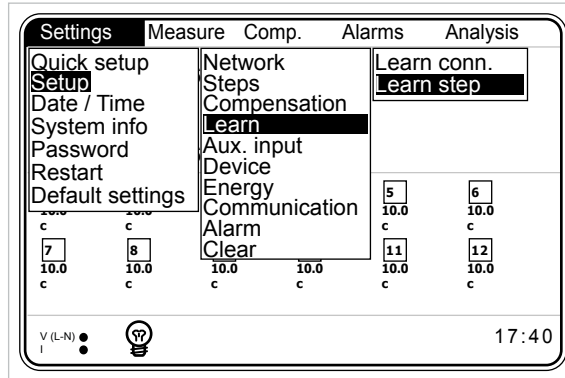 Settings Measure Comp. Alarms Analysis
Quick setup
Setup
Date / Time
System info
Password
Restart
Default settings
Network
Steps
Compensation
Learn
Aux. input
Device
Energy
Communication
Alarm
Clear
Learn conn.
Learn step
5 6
10.0 10.0
c c c c
7 8 11 12
10.0 10.0 10.0 10.0 10.0 10.0
c c c c c c
V (L-N)
I
17:40